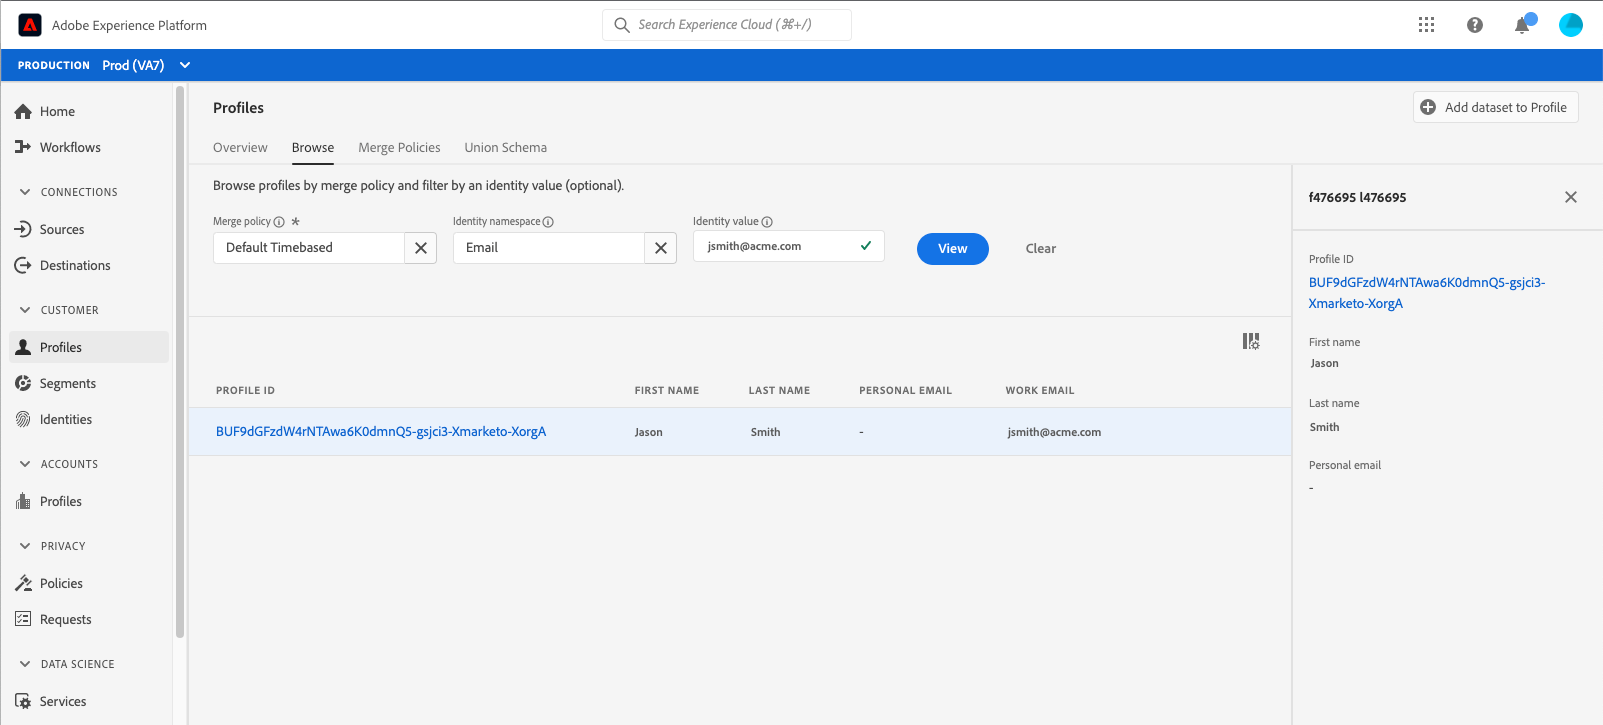 Adobe Experience Platform
Search Experience Cloud (⌘+/)
PRODUCTION Prod (VA7)
Home
Workflows
CONNECTIONS
Sources
Destinations
CUSTOMER
Profiles
Segments
Identities
ACCOUNTS
Profiles
PRIVACY
Policies
Requests
DATA SCIENCE
Services
Profiles
Add dataset to Profile
Overview Browse Merge Policies Union Schema
Browse profiles by merge policy and filter by an identity value (optional).
Merge policy * Identity namespace Identity value
Default Timebased Email jsmith@acme.com View Clear
PROFILE ID FIRST NAME LAST NAME PERSONAL EMAIL WORK EMAIL
BUF9dGFzdW4rNTAwa6K0dmnQ5-gsjci3-Xmarketo-XorgA Jason Smith - jsmith@acme.com
f476695 l476695
Profile ID
BUF9dGFzdW4rNTAwa6K0dmnQ5-gsjci3-
Xmarketo-XorgA
First name
Jason
Last name
Smith
Personal email
-